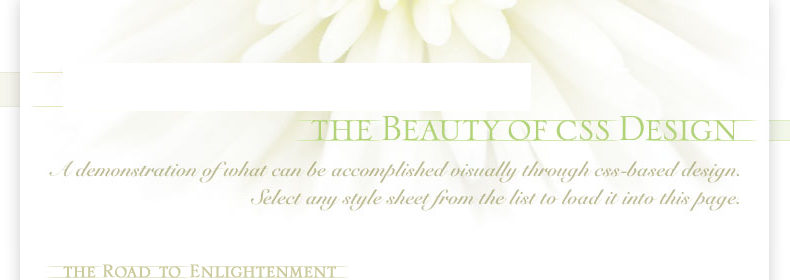 THE BEAUTY OF CSS DESIGN
A demonstration of what can be accomplished visually through css-based design.
Select any style sheet from the list to load it into this page.
THE ROAD TO ENLIGHTENMENT